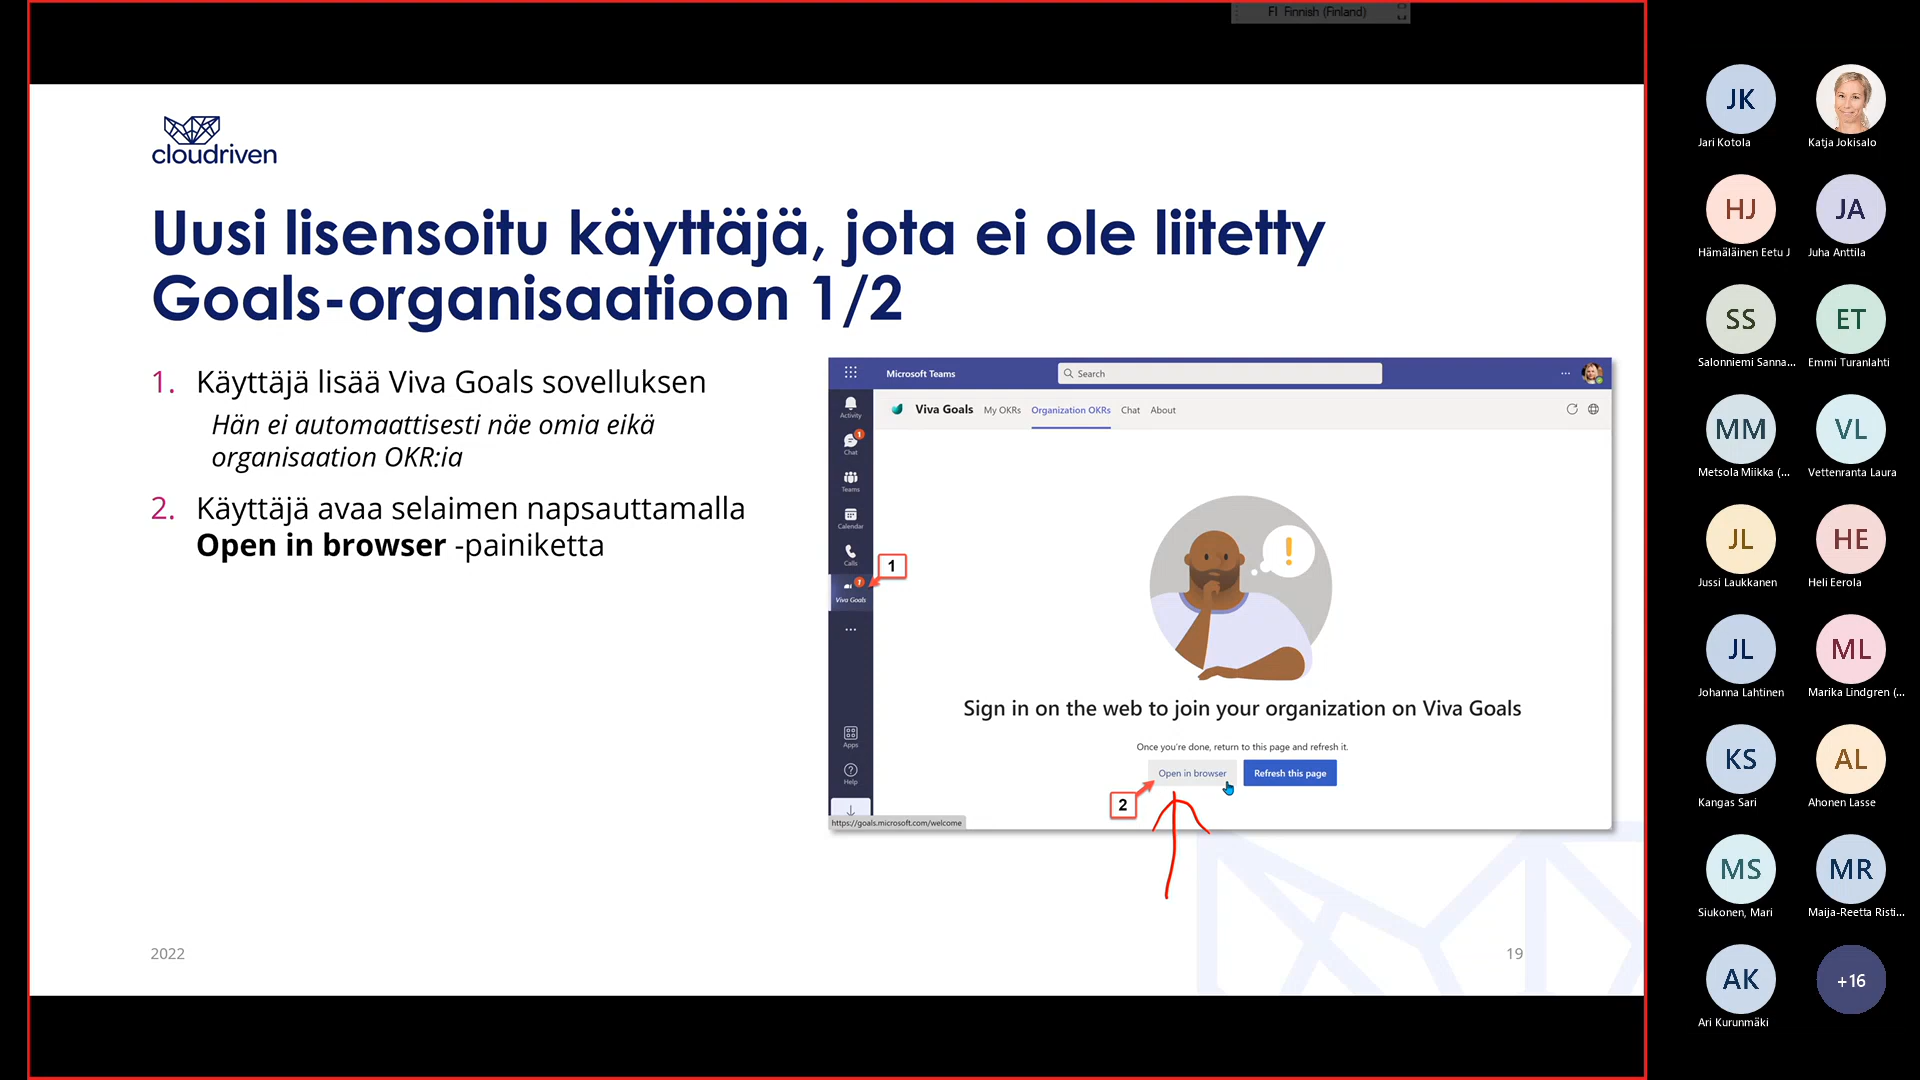 FI Finnish (Finland)
cloudriven
Uusi lisensoitu käyttäjä, jota ei ole liitetty
Goals-organisaatioon 1/2
1. Käyttäjä lisää Viva Goals sovelluksen
Hän ei automaattisesti näe omia eikä
organisaation OKR:ia
2. Käyttäjä avaa selaimen napsauttamalla
Open in browser -painiketta
Microsoft Teams
Search
Viva Goals My OKRs Organization OKRs Chat About
Activity
1
Chat
Teams
Calendar
Calls
1
Viva Goals
1
Apps
Help
!
Sign in on the web to join your organization on Viva Goals
Once you're done, return to this page and refresh it.
Open in browser Refresh this page
2
https://goals.microsoft.com/welcome
2022
19
JK
Jari Kotola
Katja Jokisalo
HJ JA
Hämäläinen Eetu J Juha Anttila
SS ET
Salonniemi Sanna... Emmi Turanlahti
MM VL
Metsola Miikka (... Vettenranta Laura
JL HE
Jussi Laukkanen Heli Eerola
JL ML
Johanna Lahtinen Marika Lindgren (...
KS AL
Kangas Sari Ahonen Lasse
MS MR
Siukonen, Mari Maija-Reetta Risti...
AK +16
Ari Kurunmäki